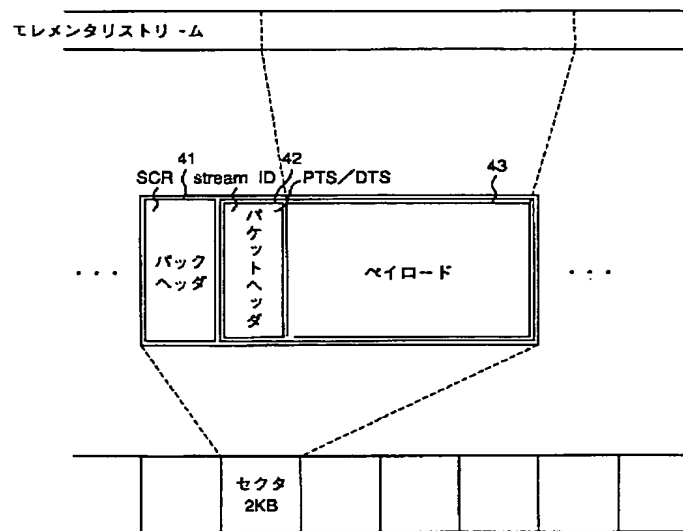 エレメンタリストリーム
41 42 43
SCR stream ID PTS/DTS
パック
ヘッダ
パケットヘッダ
ペイロード
... ...
セクタ
2KB